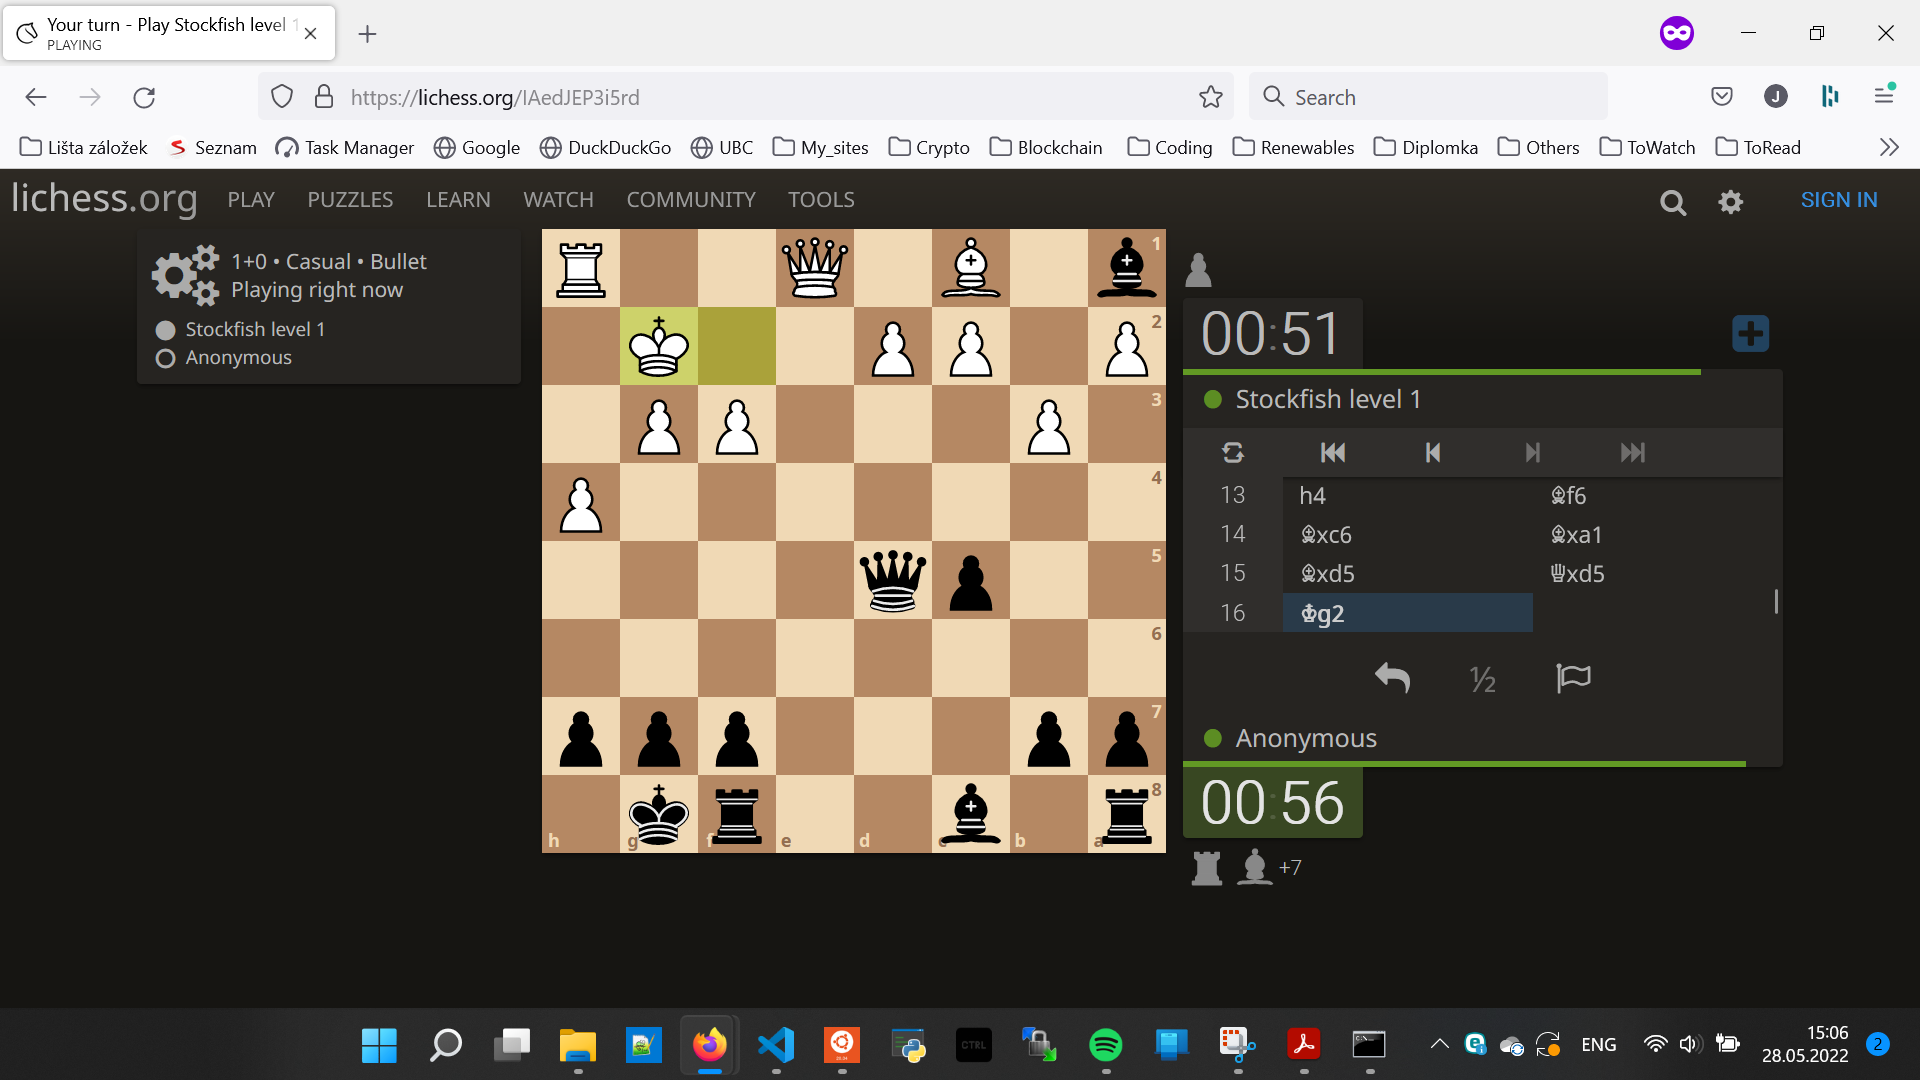 Your turn - Play Stockfish level 1
PLAYING
https://lichess.org/IAedJEP3i5rd
Search
J
Lišta záložek
Seznam
Task Manager
Google
DuckDuckGo
UBC
My_sites
Crypto
Blockchain
Coding
Renewables
Diplomka
Others
ToWatch
ToRead
lichess.org
PLAY
PUZZLES
LEARN
WATCH
COMMUNITY
TOOLS
SIGN IN
1+0 • Casual • Bullet
Playing right now
Stockfish level 1
Anonymous
1
2
3
4
5
6
7
8
h
g
f
e
d
c
b
a
00:51
Stockfish level 1
13 h4 ♗f6
14 ♗xc6 ♗xa1
15 ♗xd5 ♕xd5
16 ♔g2
½
Anonymous
00:56
+7
CTRL
ENG
15:06
28.05.2022
2